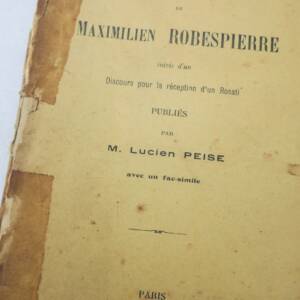 DE
MAXIMILIEN ROBESPIERRE
suivis d'un
Discours pour la réception d'un Rosati
PUBLIÉS
PAR
M. Lucien PEISE
avec un fac-simile
PARIS